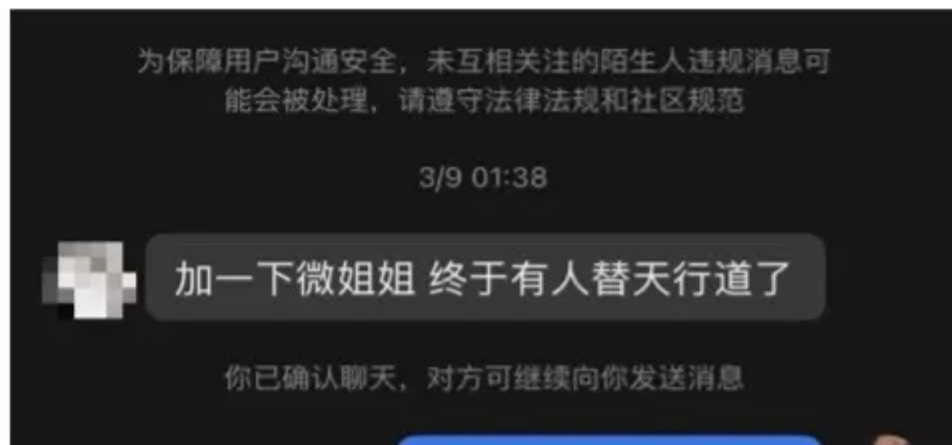 为保障用户沟通安全，未互相关注的陌生人违规消息可
能会被处理，请遵守法律法规和社区规范
3/9 01:38
加一下微姐姐 终于有人替天行道了
你已确认聊天，对方可继续向你发送消息